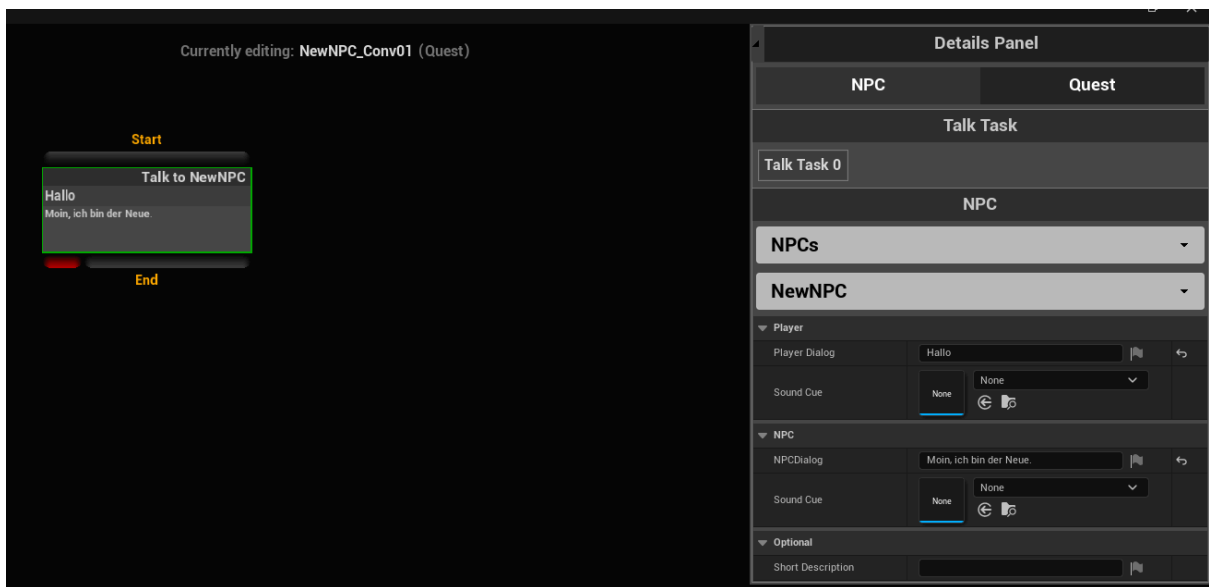 Currently editing: NewNPC_Conv01 (Quest)
Start
Talk to NewNPC
Hallo
Moin, ich bin der Neue.
End
Details Panel
NPC Quest
Talk Task
Talk Task 0
NPC
NPCs
NewNPC
Player
Player Dialog Hallo
Sound Cue None None
NPC
NPCDialog Moin, ich bin der Neue.
Sound Cue None None
Optional
Short Description